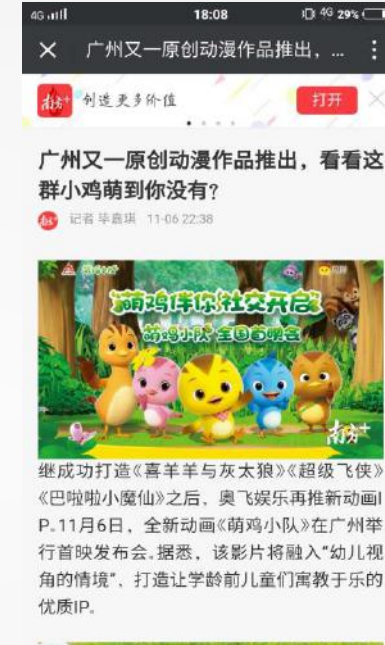 4G 18:08 4G 29%
× 广州又一原创动漫作品推出，... ⋮
南方+ 创造更多价值 打开 ×
广州又一原创动漫作品推出，看看这
群小鸡萌到你没有？
南方+ 记者 毕嘉琪 11-06 22:38
萌鸡伴你社交开启
萌鸡小队 全国首映会
南方+
继成功打造《喜羊羊与灰太狼》《超级飞侠》
《巴啦啦小魔仙》之后，奥飞娱乐再推新动画I
P。11月6日，全新动画《萌鸡小队》在广州举
行首映发布会。据悉，该影片将融入“幼儿视
角的情境”，打造让学龄前儿童们寓教于乐的
优质IP。